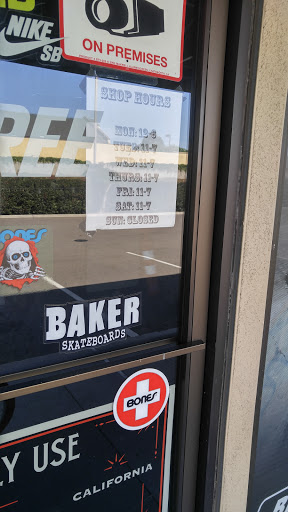 NIKE
SB
ON PREMISES
SHOP HOURS
MON: 12-6
TUE: 11-7
WED: 11-7
THURS: 11-7
FRI: 11-7
SAT: 11-7
SUN: CLOSED
BONES
BAKER
SKATEBOARDS
BONES
USE
CALIFORNIA